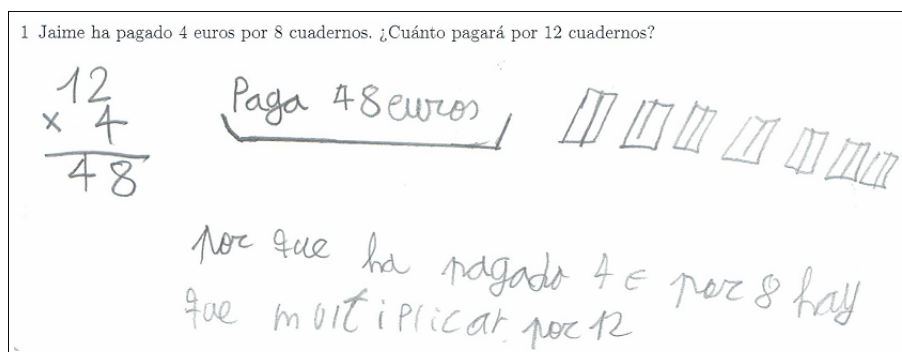 1 Jaime ha pagado 4 euros por 8 cuadernos. ¿Cuánto pagará por 12 cuadernos?
12
x 4
48
Paga 48 euros
por que ha pagado 4 € por 8 hay
que multiplicar por 12